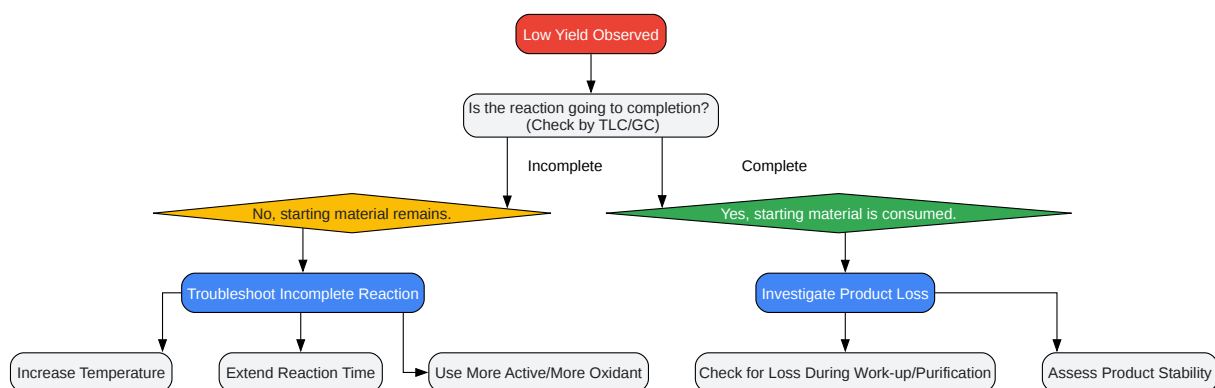 Low Yield Observed
Is the reaction going to completion?
(Check by TLC/GC)
Incomplete
Complete
No, starting material remains.
Yes, starting material is consumed.
Troubleshoot Incomplete Reaction
Investigate Product Loss
Increase Temperature
Extend Reaction Time
Use More Active/More Oxidant
Check for Loss During Work-up/Purification
Assess Product Stability